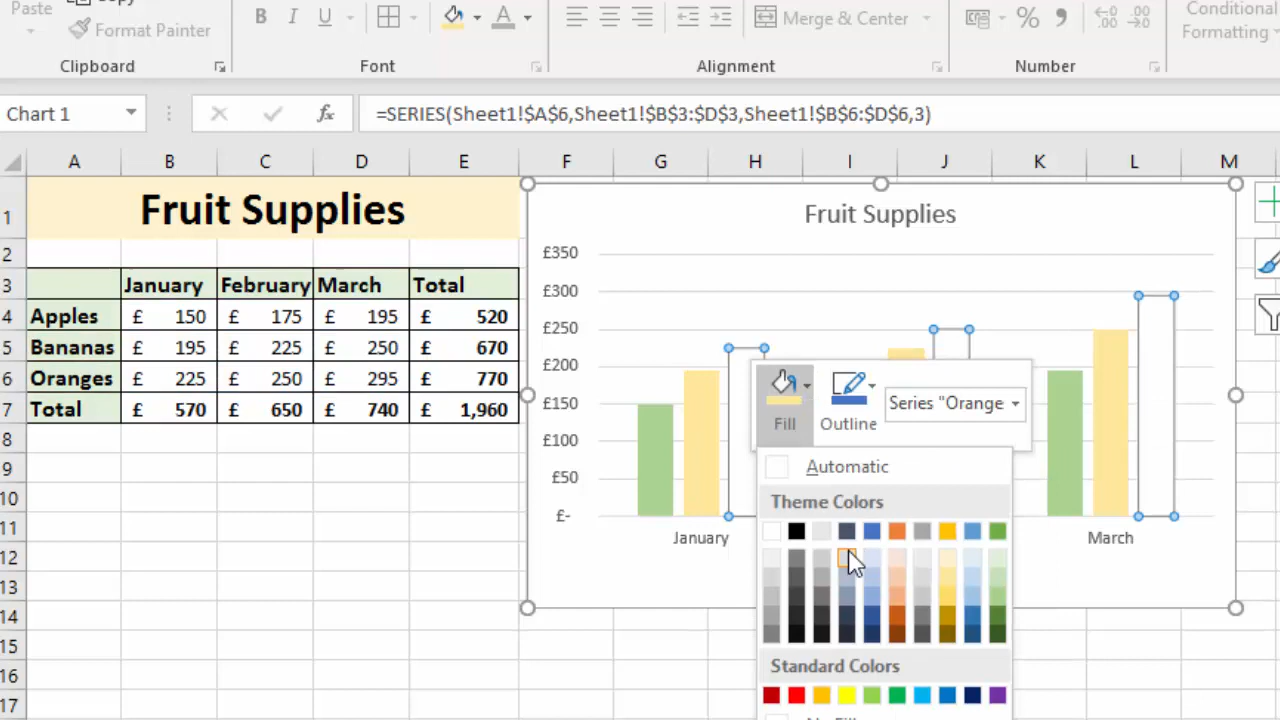 Paste
Copy
Format Painter
B I U A
Merge & Center
%
Conditional
Formatting
Clipboard Font Alignment Number
Chart 1 fx =SERIES(Sheet1!$A$6,Sheet1!$B$3:$D$3,Sheet1!$B$6:$D$6,3)
A B C D E F G H I J K L M
1 Fruit Supplies
2
3 January February March Total
4 Apples £ 150 £ 175 £ 195 £ 520
5 Bananas £ 195 £ 225 £ 250 £ 670
6 Oranges £ 225 £ 250 £ 295 £ 770
7 Total £ 570 £ 650 £ 740 £ 1,960
8
9
10
11
12
13
14
15
16
17
Fruit Supplies
£350
£300
£250
£200
£150
£100
£50
£-
January March
Fill Outline Series "Orange
Automatic
Theme Colors
Standard Colors
No Fill